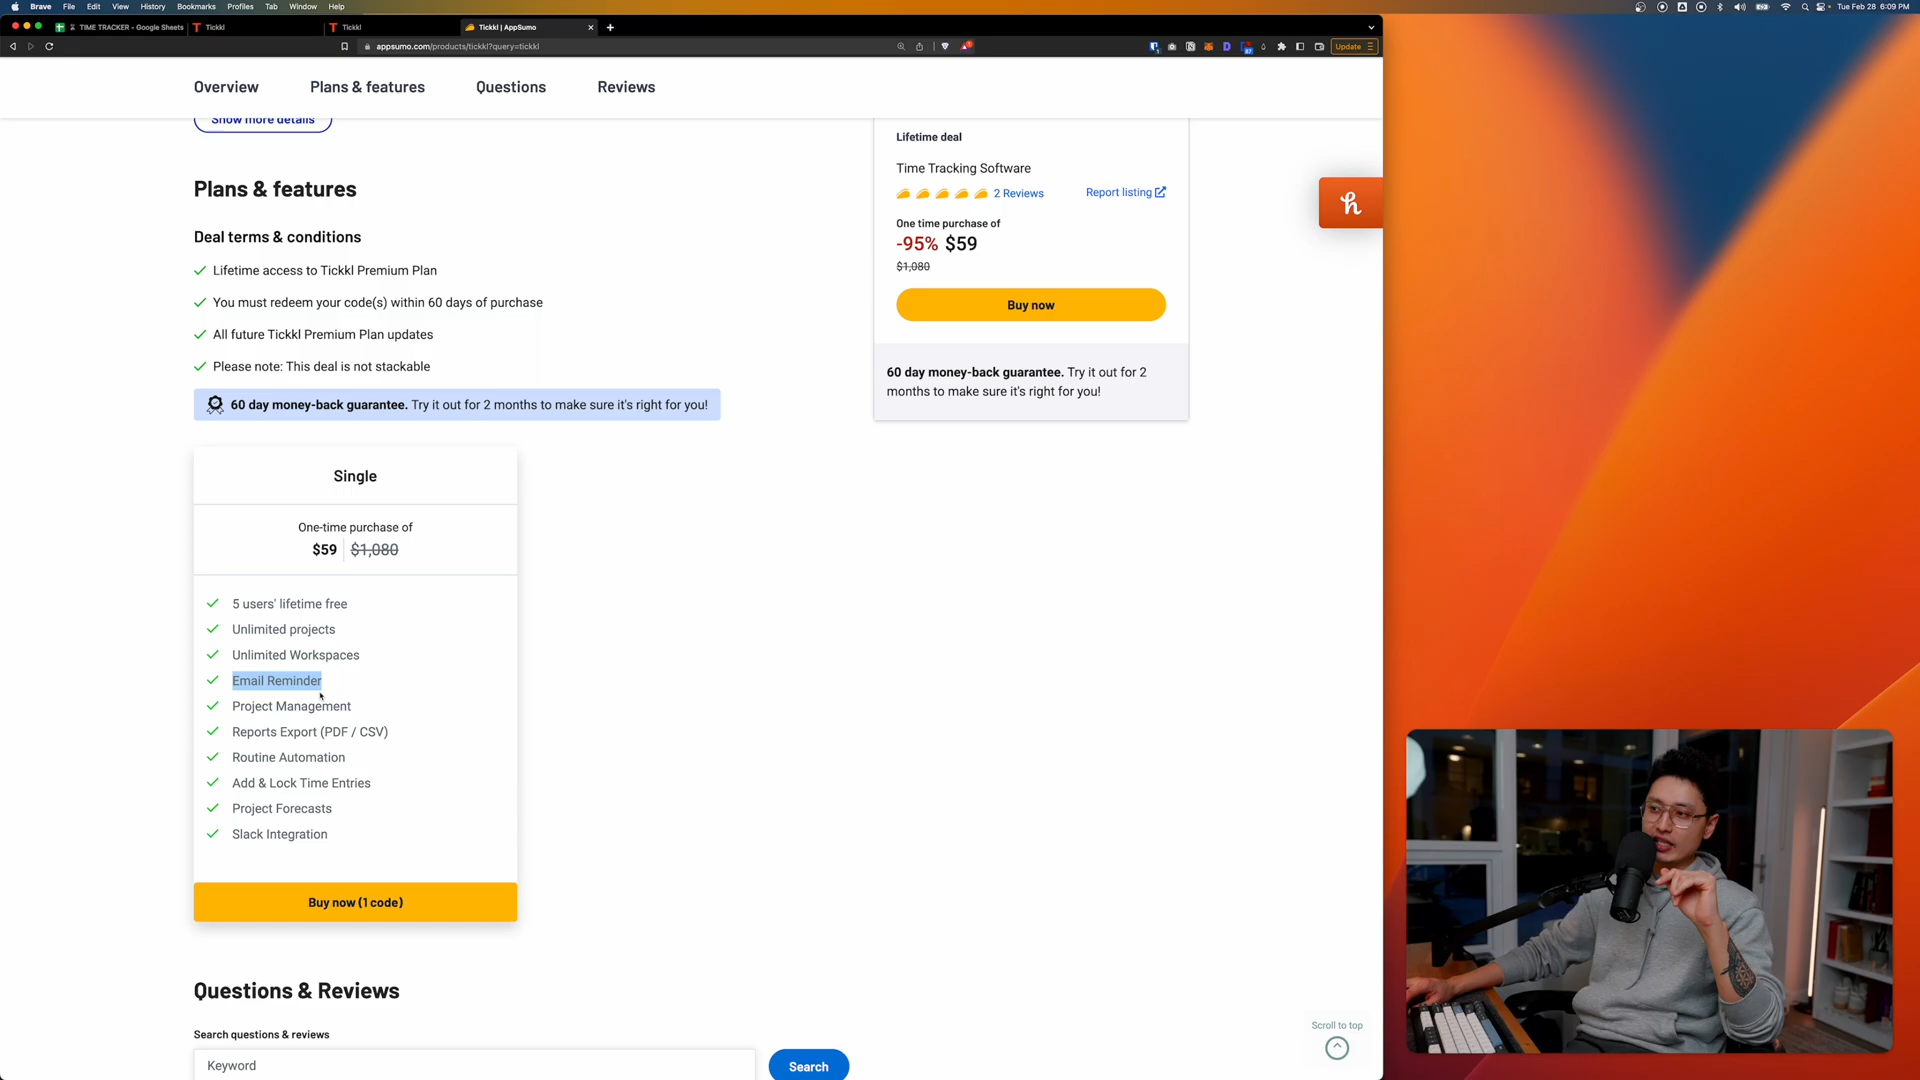 Brave File Edit View History Bookmarks Profiles Tab Window Help Tue Feb 28 6:09 PM
TIME TRACKER - Google Sheets Tickkl Tickkl Tickkl | AppSumo
appsumo.com/products/tickkl?query=tickkl Update
Overview Plans & features Questions Reviews
Show more details
Plans & features
Deal terms & conditions
Lifetime access to Tickkl Premium Plan
You must redeem your code(s) within 60 days of purchase
All future Tickkl Premium Plan updates
Please note: This deal is not stackable
60 day money-back guarantee. Try it out for 2 months to make sure it's right for you!
Lifetime deal
Time Tracking Software
2 Reviews Report listing
One time purchase of
-95% $59
$1,080
Buy now
60 day money-back guarantee. Try it out for 2
months to make sure it's right for you!
h
Single
One-time purchase of
$59 $1,080
5 users' lifetime free
Unlimited projects
Unlimited Workspaces
Email Reminder
Project Management
Reports Export (PDF / CSV)
Routine Automation
Add & Lock Time Entries
Project Forecasts
Slack Integration
Buy now (1 code)
Questions & Reviews
Search questions & reviews
Keyword
Search
Scroll to top